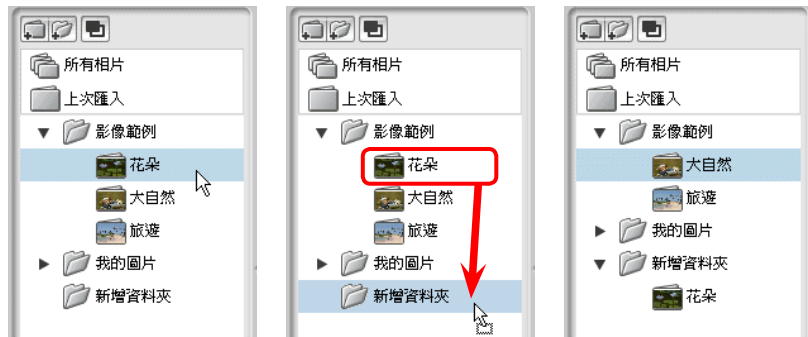 所有相片
上次匯入
影像範例
花朵
大自然
旅遊
我的圖片
新增資料夾
所有相片
上次匯入
影像範例
花朵
大自然
旅遊
我的圖片
新增資料夾
所有相片
上次匯入
影像範例
大自然
旅遊
我的圖片
新增資料夾
花朵